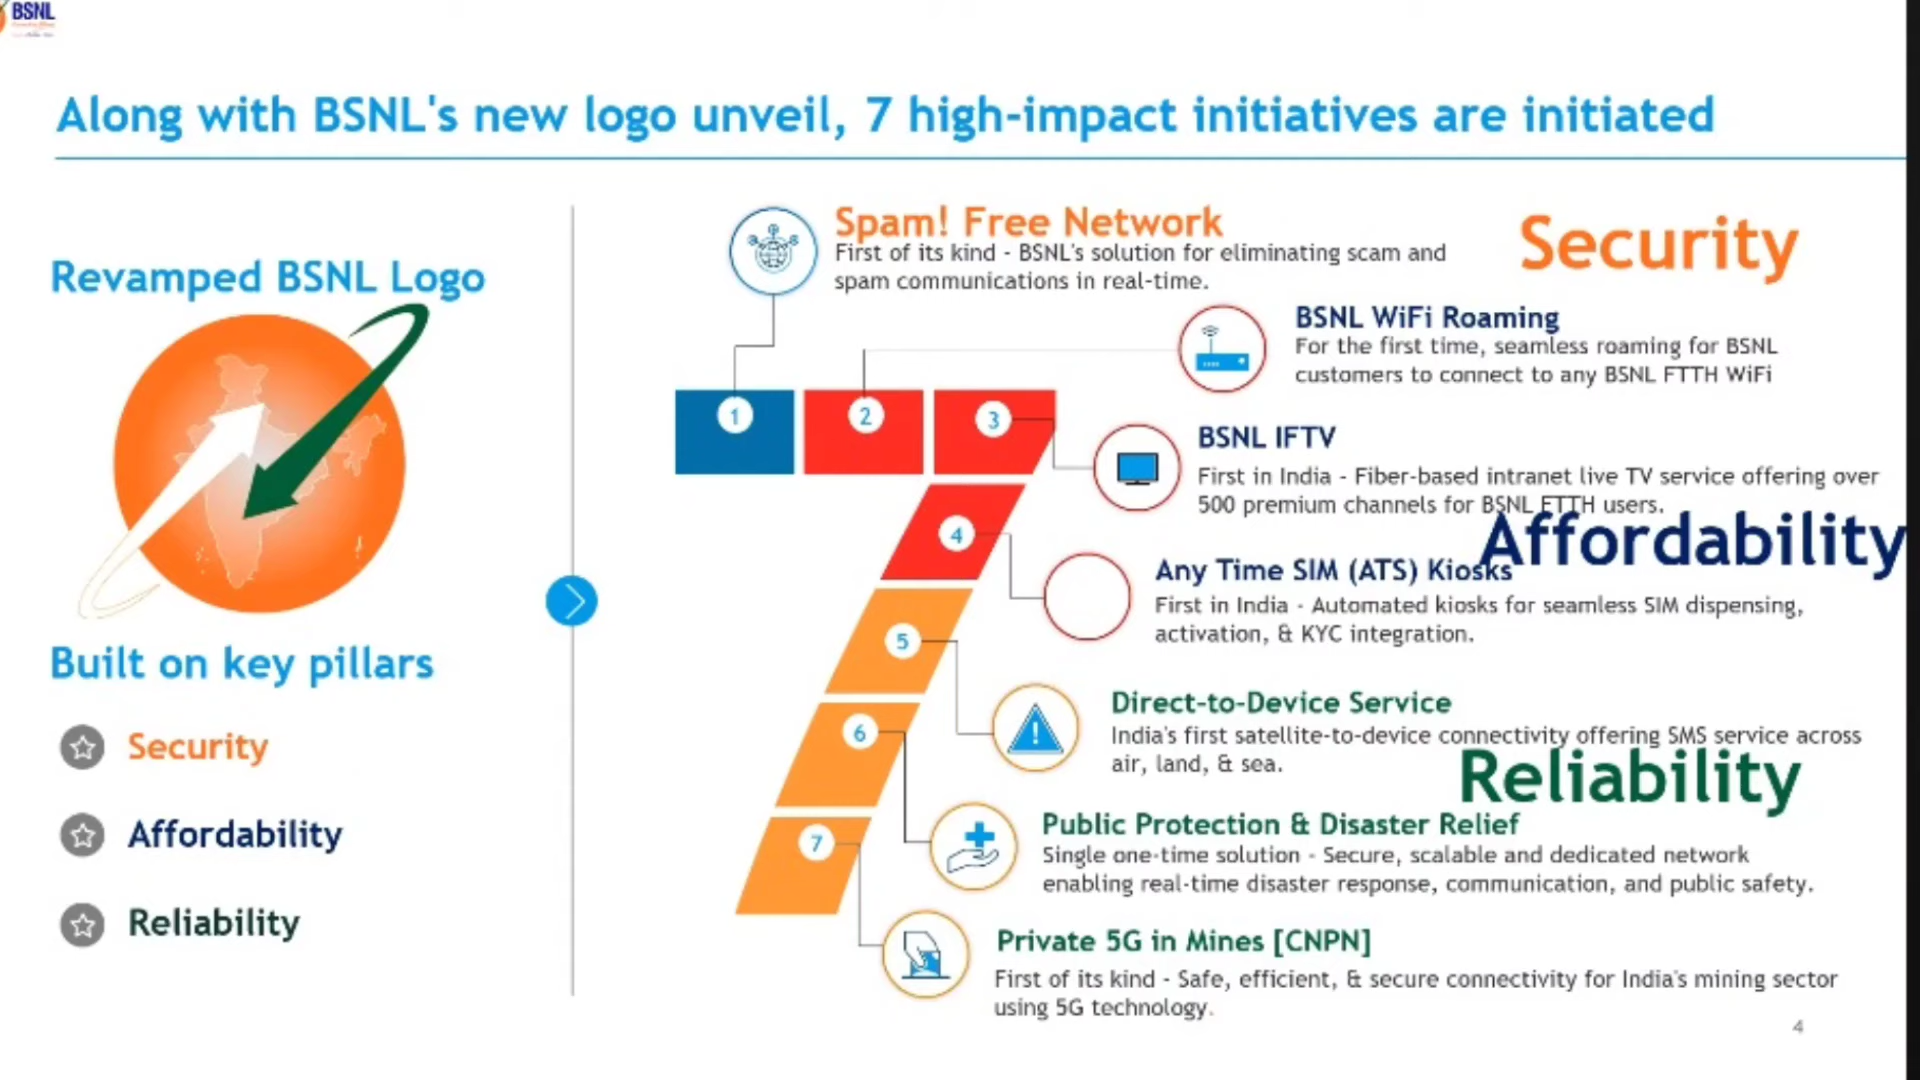 BSNL
Along with BSNL's new logo unveil, 7 high-impact initiatives are initiated
Revamped BSNL Logo
Built on key pillars
Security
Affordability
Reliability
1
2
3
4
5
6
7
Spam! Free Network
First of its kind - BSNL's solution for eliminating scam and
spam communications in real-time.
Security
BSNL WiFi Roaming
For the first time, seamless roaming for BSNL
customers to connect to any BSNL FTTH WiFi
BSNL IFTV
First in India - Fiber-based intranet live TV service offering over
500 premium channels for BSNL FTTH users.
Affordability
Any Time SIM (ATS) Kiosks
First in India - Automated kiosks for seamless SIM dispensing,
activation, & KYC integration.
Direct-to-Device Service
India's first satellite-to-device connectivity offering SMS service across
air, land, & sea.
Reliability
Public Protection & Disaster Relief
Single one-time solution - Secure, scalable and dedicated network
enabling real-time disaster response, communication, and public safety.
Private 5G in Mines [CNPN]
First of its kind - Safe, efficient, & secure connectivity for India's mining sector
using 5G technology.
4